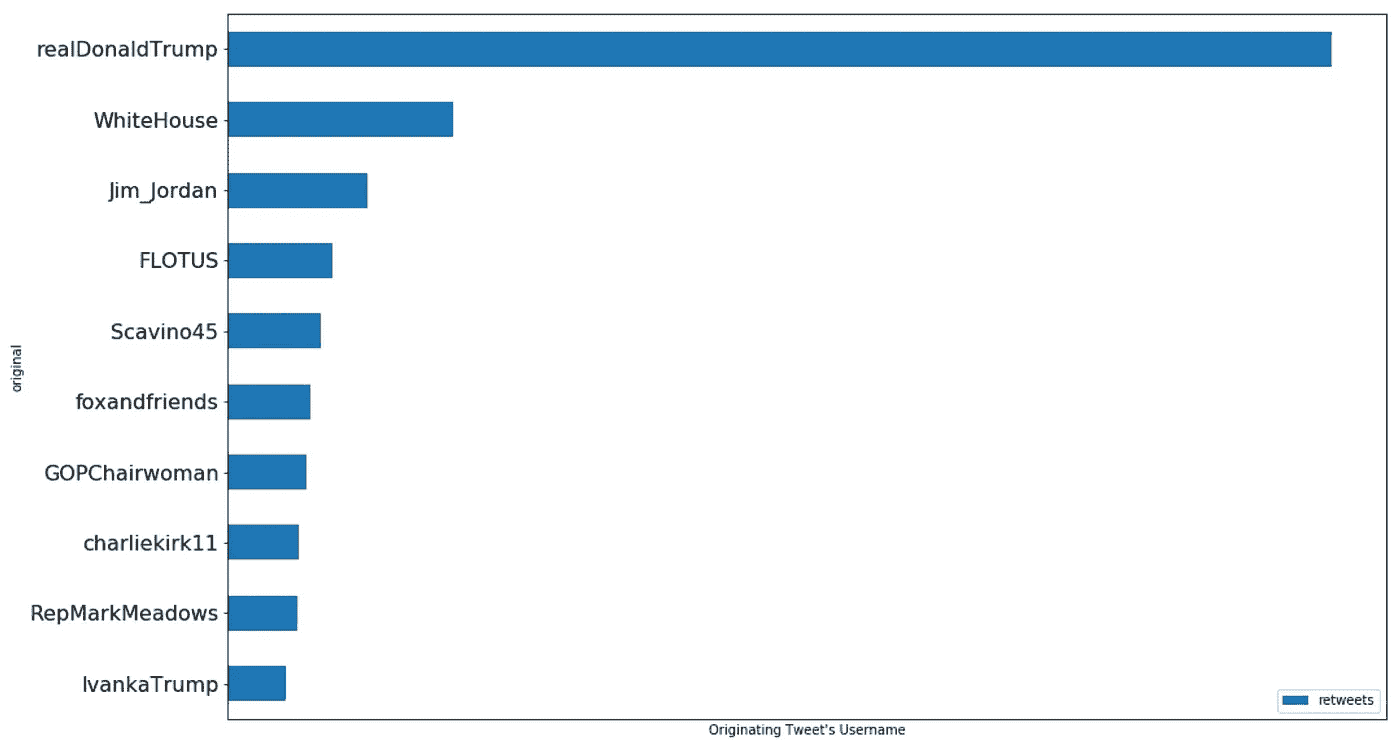 realDonaldTrump
WhiteHouse
Jim_Jordan
FLOTUS
Scavino45
original
foxandfriends
GOPChairwoman
charliekirk11
RepMarkMeadows
IvankaTrump
retweets
Originating Tweet's Username